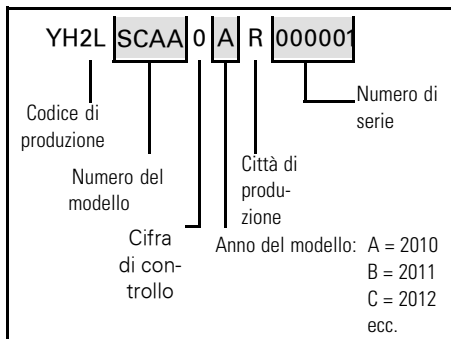 YH2L SCAA 0 A R 000001
Codice di
produzione
Numero di
serie
Numero del
modello
Città di
produ-
zione
Cifra
di con-
trollo
Anno del modello: A = 2010
B = 2011
C = 2012
ecc.